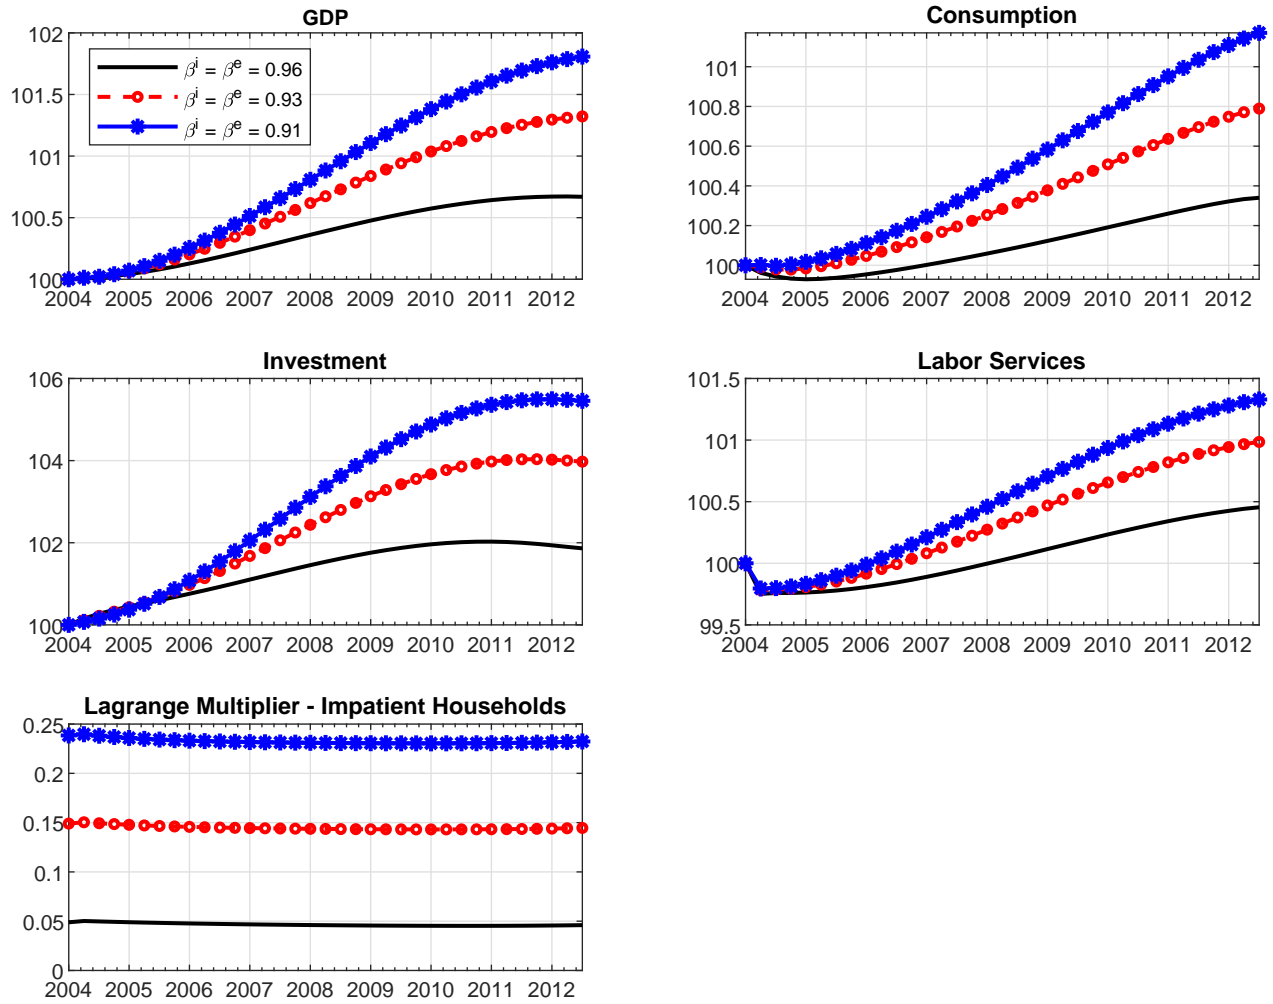 GDP
102
101.5
101
100.5
100
β^i = β^e = 0.96
β^i = β^e = 0.93
β^i = β^e = 0.91
2004 2005 2006 2007 2008 2009 2010 2011 2012
Consumption
101
100.8
100.6
100.4
100.2
100
2004 2005 2006 2007 2008 2009 2010 2011 2012
Investment
106
104
102
100
2004 2005 2006 2007 2008 2009 2010 2011 2012
Labor Services
101.5
101
100.5
100
99.5
2004 2005 2006 2007 2008 2009 2010 2011 2012
Lagrange Multiplier - Impatient Households
0.25
0.2
0.15
0.1
0.05
0
2004 2005 2006 2007 2008 2009 2010 2011 2012